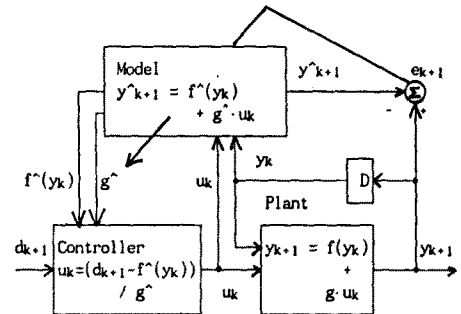 Model
y^k+1 = f^(yk)
+ g^·uk
y^k+1
ek+1
Σ
-
+
f^(yk)
g^
uk
yk
D
Plant
dk+1
Controller
uk=(dk+1-f^(yk))
/ g^
uk
yk+1 = f(yk)
+
g·uk
yk+1